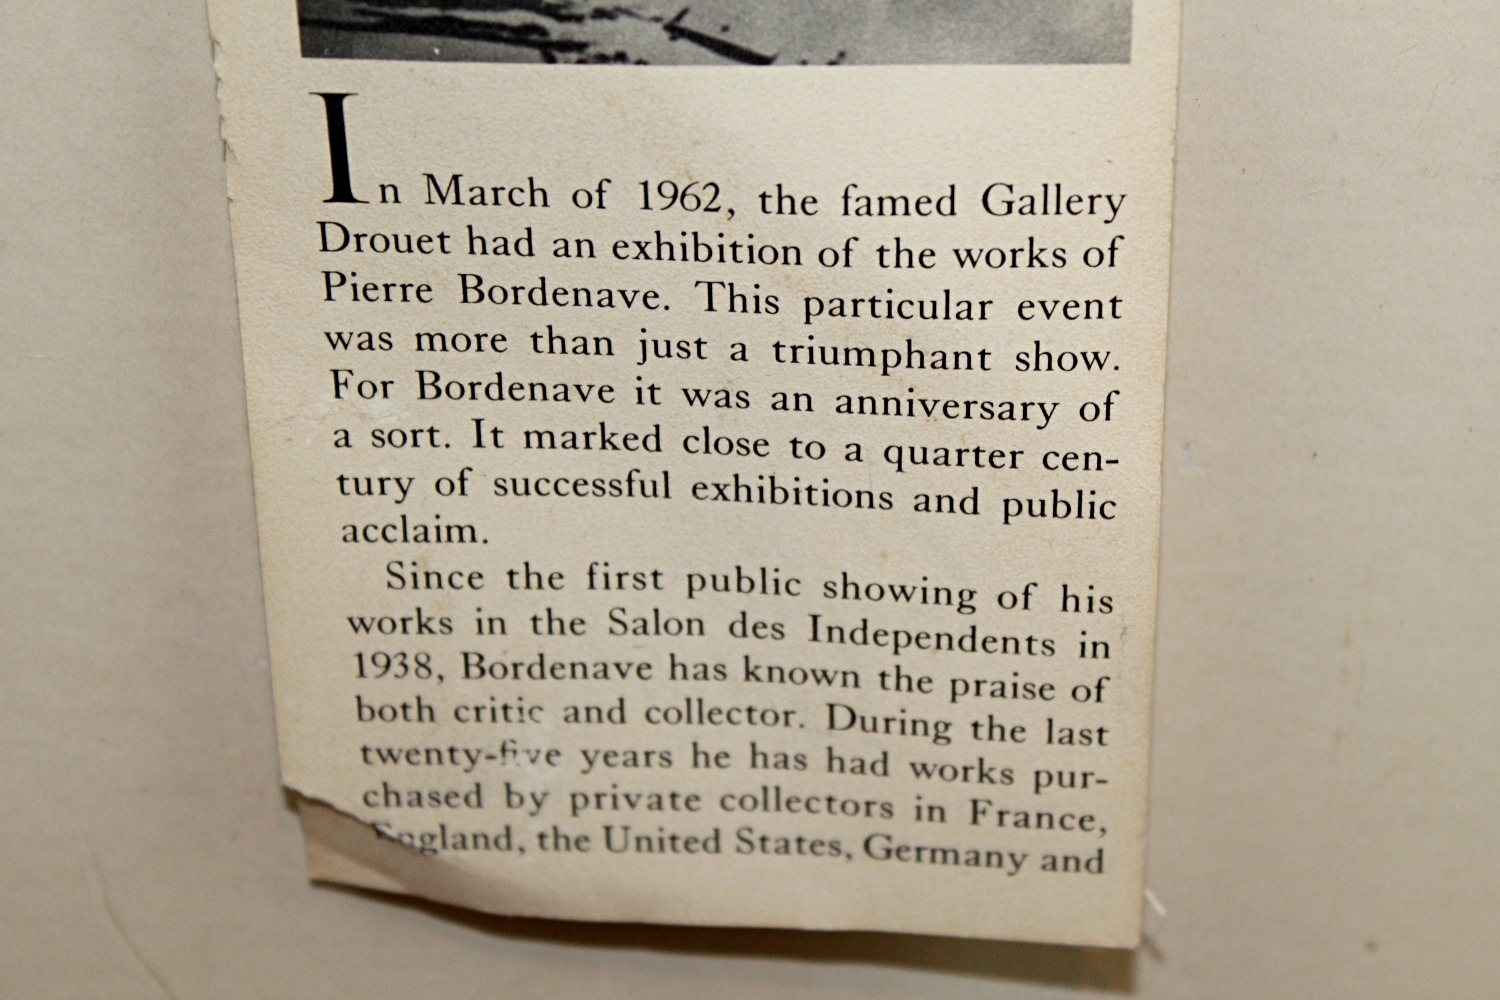 In March of 1962, the famed Gallery
Drouet had an exhibition of the works of
Pierre Bordenave. This particular event
was more than just a triumphant show.
For Bordenave it was an anniversary of
a sort. It marked close to a quarter cen-
tury of successful exhibitions and public
acclaim.
Since the first public showing of his
works in the Salon des Independents in
1938, Bordenave has known the praise of
both critic and collector. During the last
twenty-five years he has had works pur-
chased by private collectors in France,
England, the United States, Germany and